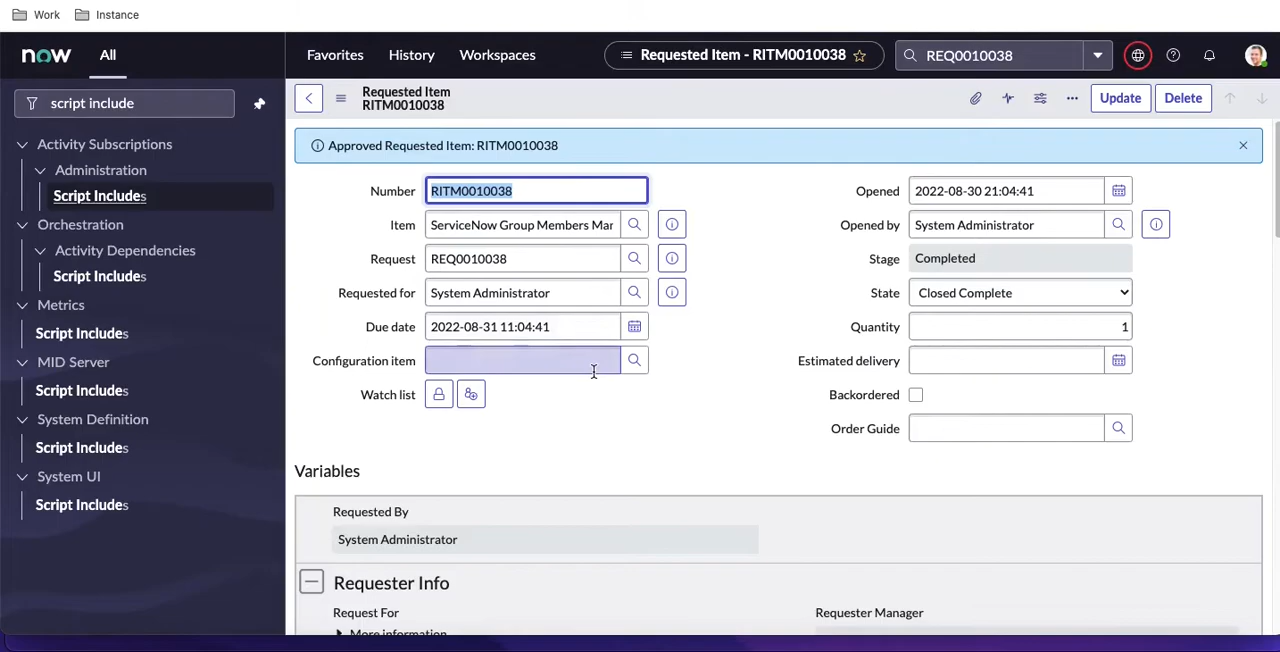 Work Instance
now All Favorites History Workspaces Requested Item - RITM0010038 REQ0010038
script include
Activity Subscriptions
Administration
Script Includes
Orchestration
Activity Dependencies
Script Includes
Metrics
Script Includes
MID Server
Script Includes
System Definition
Script Includes
System UI
Script Includes
Requested Item
RITM0010038
Update Delete
Approved Requested Item: RITM0010038
Number RITM0010038
Item ServiceNow Group Members Mar
Request REQ0010038
Requested for System Administrator
Due date 2022-08-31 11:04:41
Configuration item
Watch list
Opened 2022-08-30 21:04:41
Opened by System Administrator
Stage Completed
State Closed Complete
Quantity 1
Estimated delivery
Backordered
Order Guide
Variables
Requested By
System Administrator
Requester Info
Request For
More information
Requester Manager